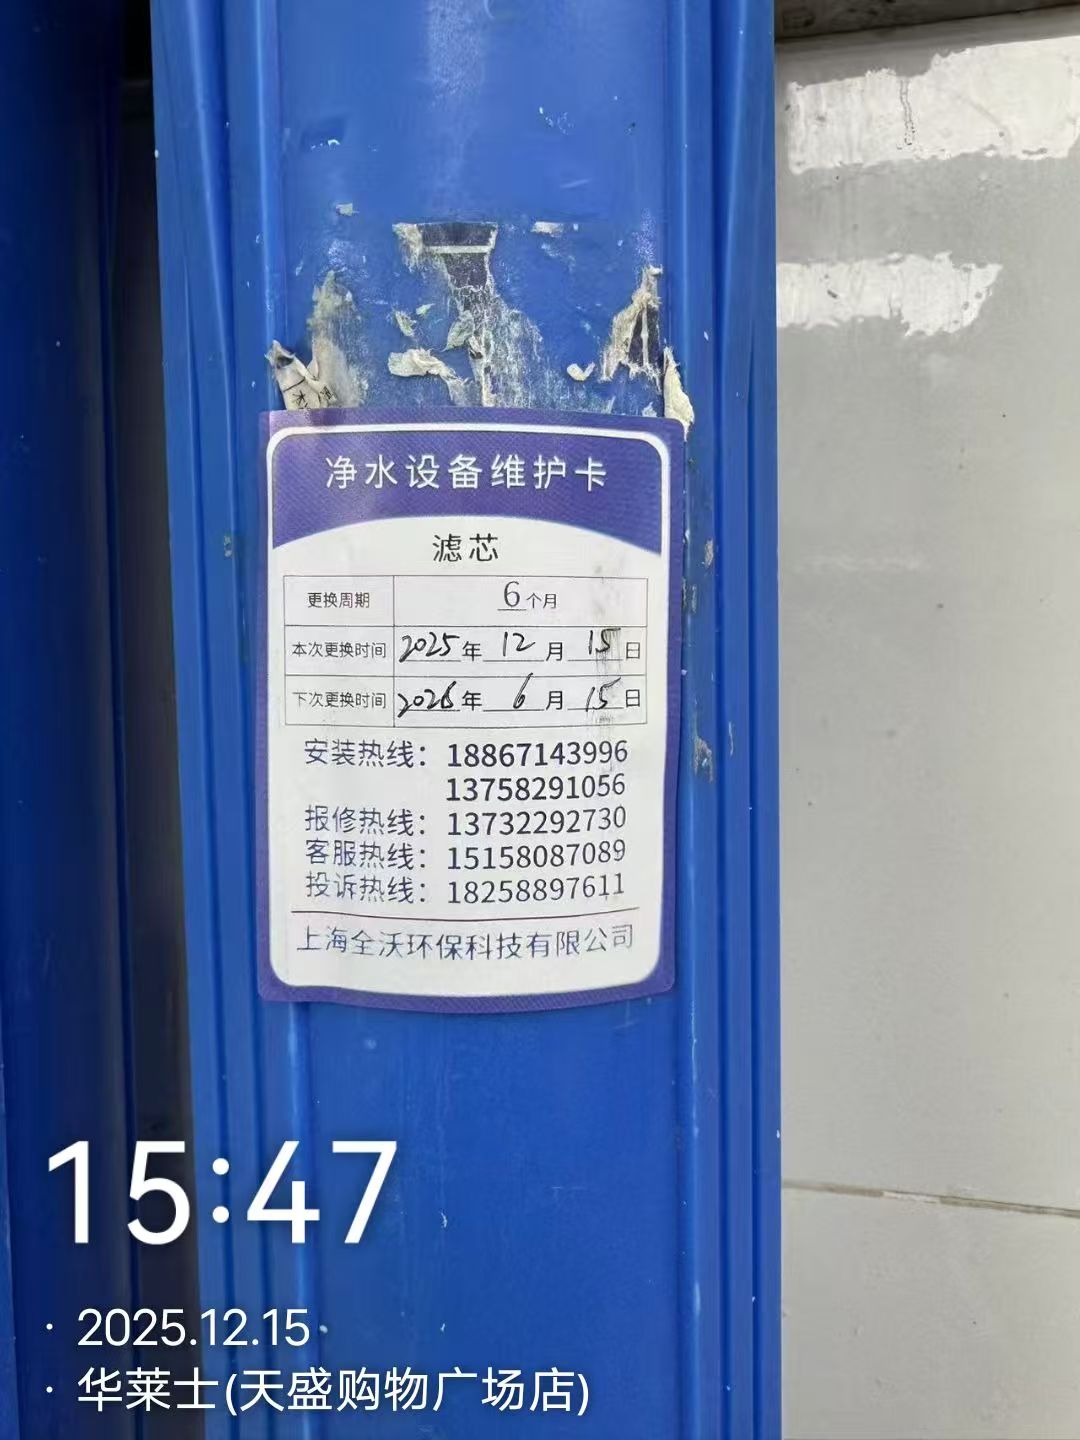 净水设备维护卡
滤芯
更换周期 6个月
本次更换时间 2025年12月15日
下次更换时间 2026年6月15日
安装热线：18867143996
13758291056
报修热线：13732292730
客服热线：15158087089
投诉热线：18258897611
上海全沃环保科技有限公司
15:47
· 2025.12.15
· 华莱士(天盛购物广场店)